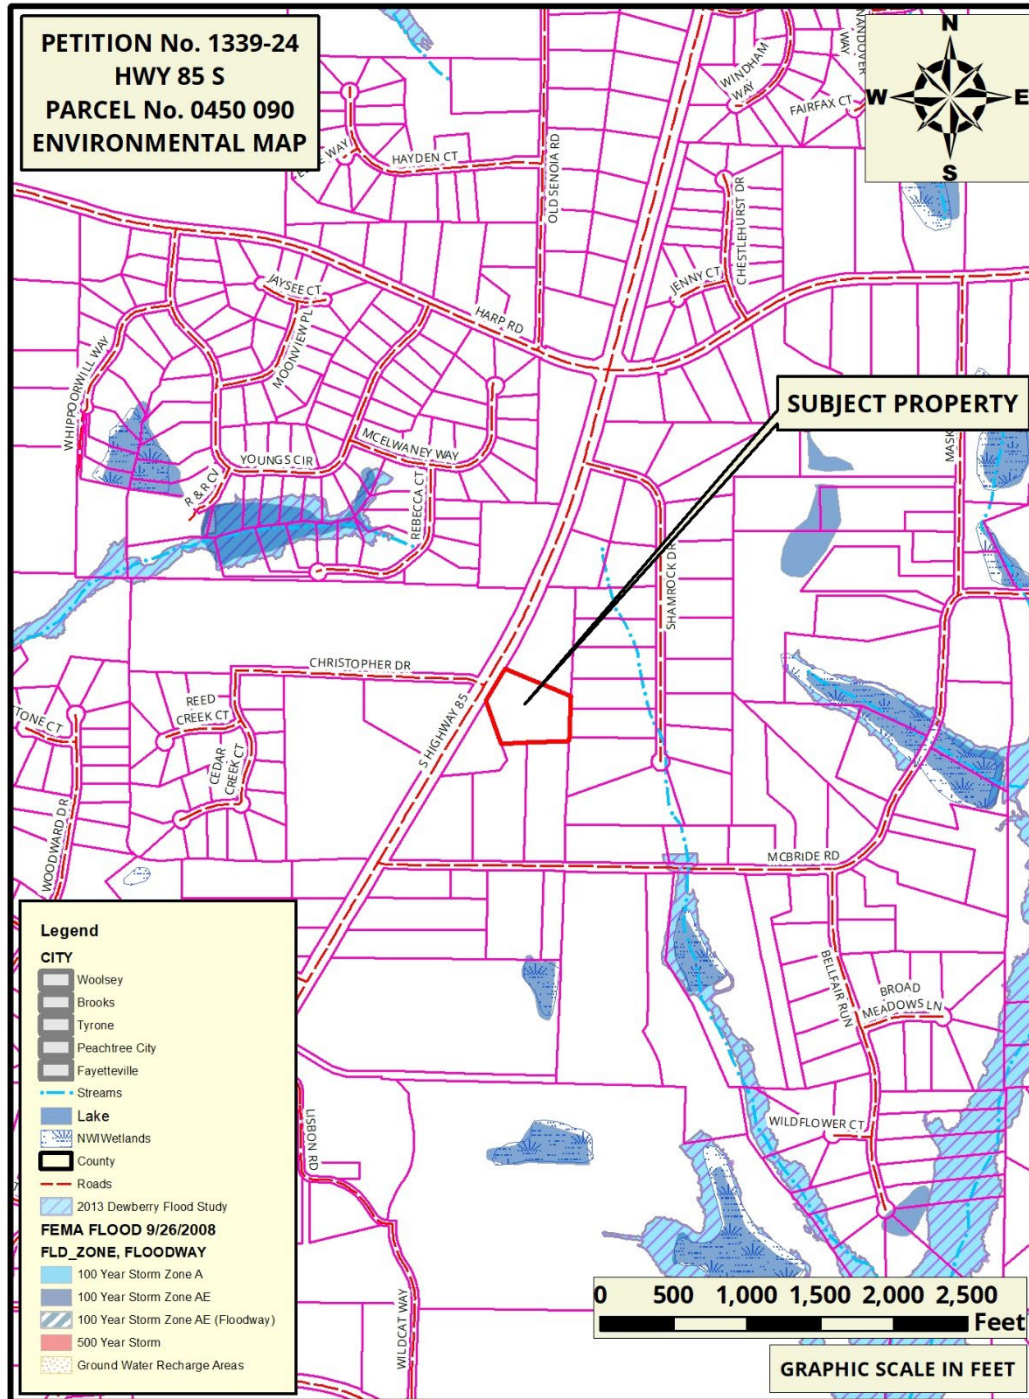 PETITION No. 1339-24
HWY 85 S
PARCEL No. 0450 090
ENVIRONMENTAL MAP
N
W
E
S
WINDHAM
WAY
WAY
FAIRFAX CT
HAYDEN CT
OLD SENOIA RD
CHESTLEHURST DR
JENNY CT
JAYSEE CT
MOONVIEW PL
HARP RD
WHIPPOORWILL WAY
SUBJECT PROPERTY
MCELWANEY WAY
YOUNGS CIR
R & R CV
REBECCA CT
MASK
SHAMROCK DR
CHRISTOPHER DR
S HIGHWAY 85
REED
CREEK CT
TONE CT
CEDAR
CREEK CT
WOODWARD DR
MCBRIDE RD
BELLFAIR RUN
BROAD
MEADOWS LN
WILDFLOWER CT
LISBON RD
WILDCAT WAY
Legend
CITY
Woolsey
Brooks
Tyrone
Peachtree City
Fayetteville
Streams
Lake
NWIWetlands
County
Roads
2013 Dewberry Flood Study
FEMA FLOOD 9/26/2008
FLD_ZONE, FLOODWAY
100 Year Storm Zone A
100 Year Storm Zone AE
100 Year Storm Zone AE (Floodway)
500 Year Storm
Ground Water Recharge Areas
0 500 1,000 1,500 2,000 2,500
Feet
GRAPHIC SCALE IN FEET